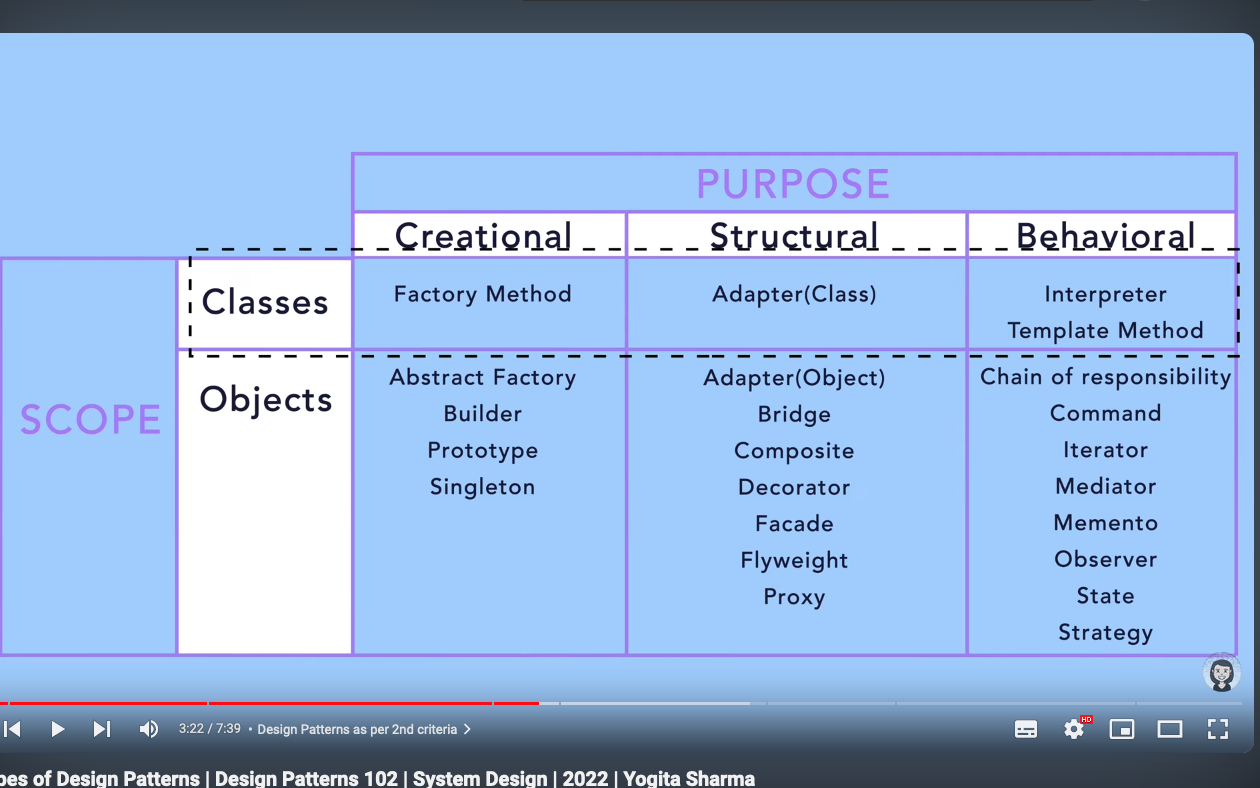 PURPOSE
Creational Structural Behavioral
Classes Factory Method Adapter(Class) Interpreter
Template Method
SCOPE
Objects
Abstract Factory
Builder
Prototype
Singleton
Adapter(Object)
Bridge
Composite
Decorator
Facade
Flyweight
Proxy
Chain of responsibility
Command
Iterator
Mediator
Memento
Observer
State
Strategy
3:22 / 7:39 • Design Patterns as per 2nd criteria
HD
of Design Patterns | Design Patterns 102 | System Design | 2022 | Yogita Sharma